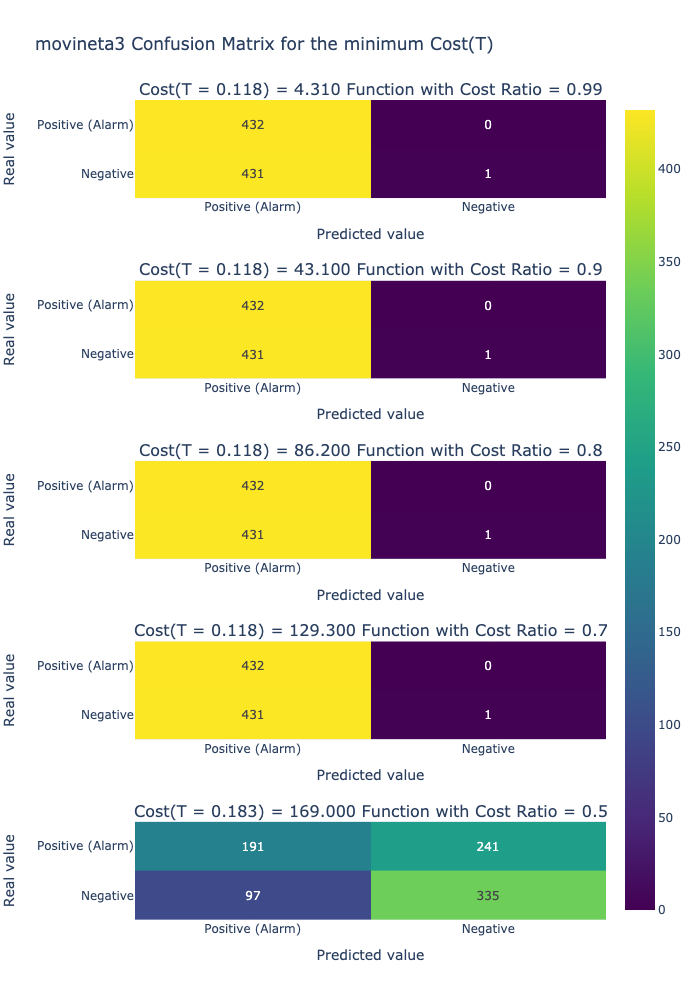 movineta3 Confusion Matrix for the minimum Cost(T)
Cost(T = 0.118) = 4.310 Function with Cost Ratio = 0.99
Real value
Positive (Alarm) 432 0
Negative 431 1
Positive (Alarm) Negative
Predicted value
Cost(T = 0.118) = 43.100 Function with Cost Ratio = 0.9
Real value
Positive (Alarm) 432 0
Negative 431 1
Positive (Alarm) Negative
Predicted value
Cost(T = 0.118) = 86.200 Function with Cost Ratio = 0.8
Real value
Positive (Alarm) 432 0
Negative 431 1
Positive (Alarm) Negative
Predicted value
Cost(T = 0.118) = 129.300 Function with Cost Ratio = 0.7
Real value
Positive (Alarm) 432 0
Negative 431 1
Positive (Alarm) Negative
Predicted value
Cost(T = 0.183) = 169.000 Function with Cost Ratio = 0.5
Real value
Positive (Alarm) 191 241
Negative 97 335
Positive (Alarm) Negative
Predicted value
400
350
300
250
200
150
100
50
0